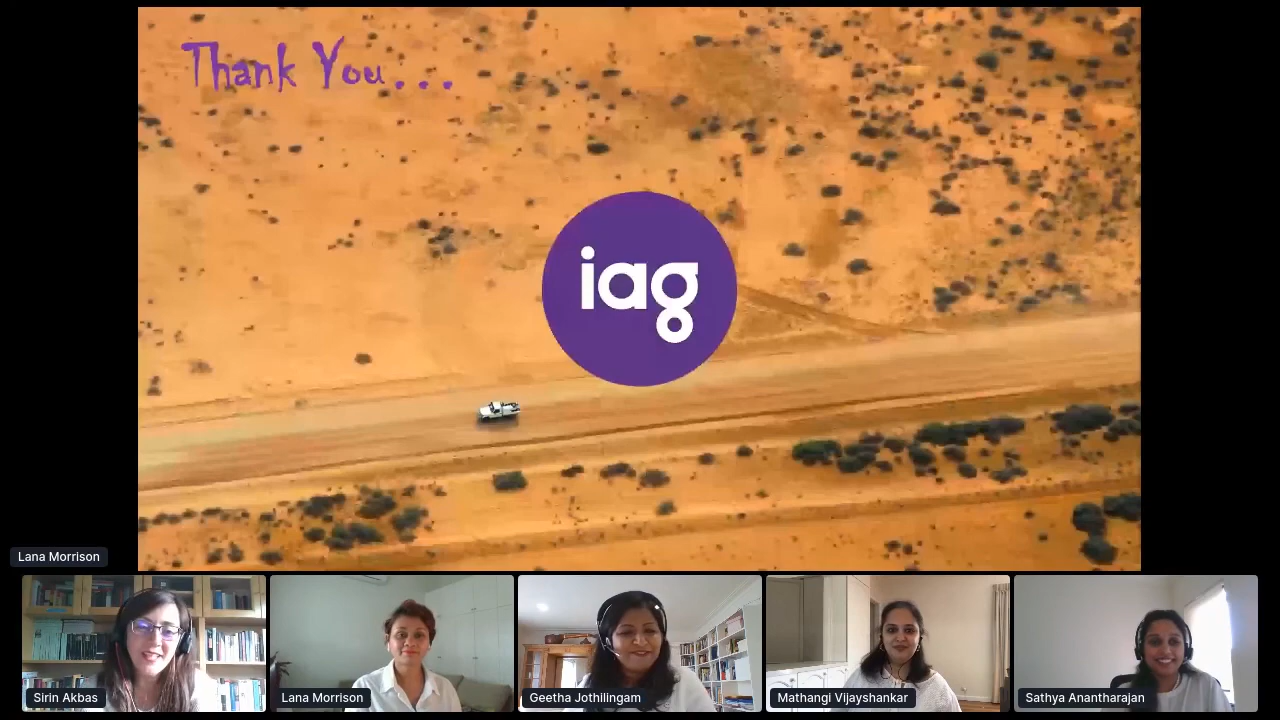 Thank You...
iag
Lana Morrison
Sirin Akbas
Lana Morrison
Geetha Jothilingam
Mathangi Vijayshankar
Sathya Anantharajan